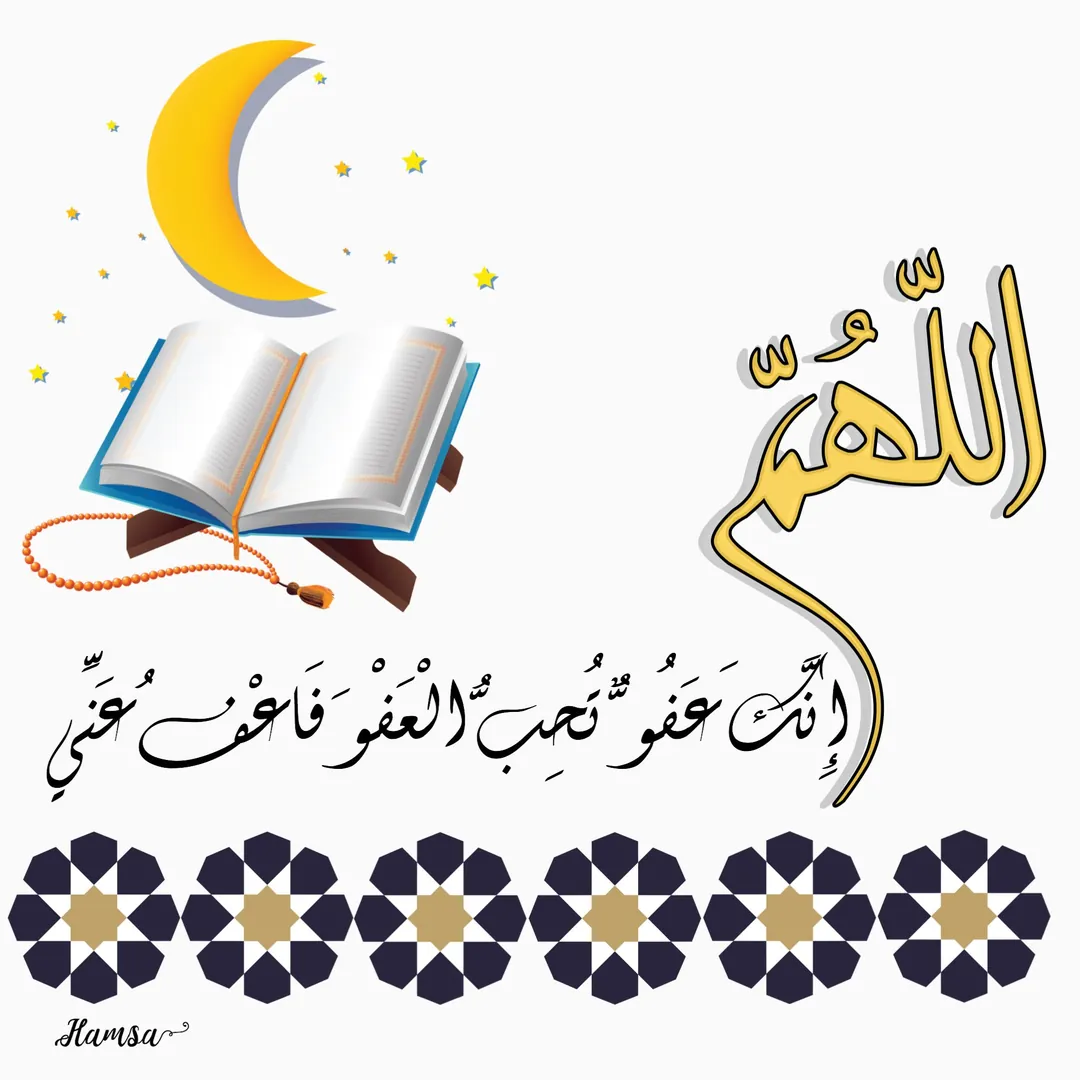 اللّهُمّ
إِنَّكَ عَفُوٌّ تُحِبُّ الْعَفْوَ فَاعْفُ عَنِّي
Hamsa